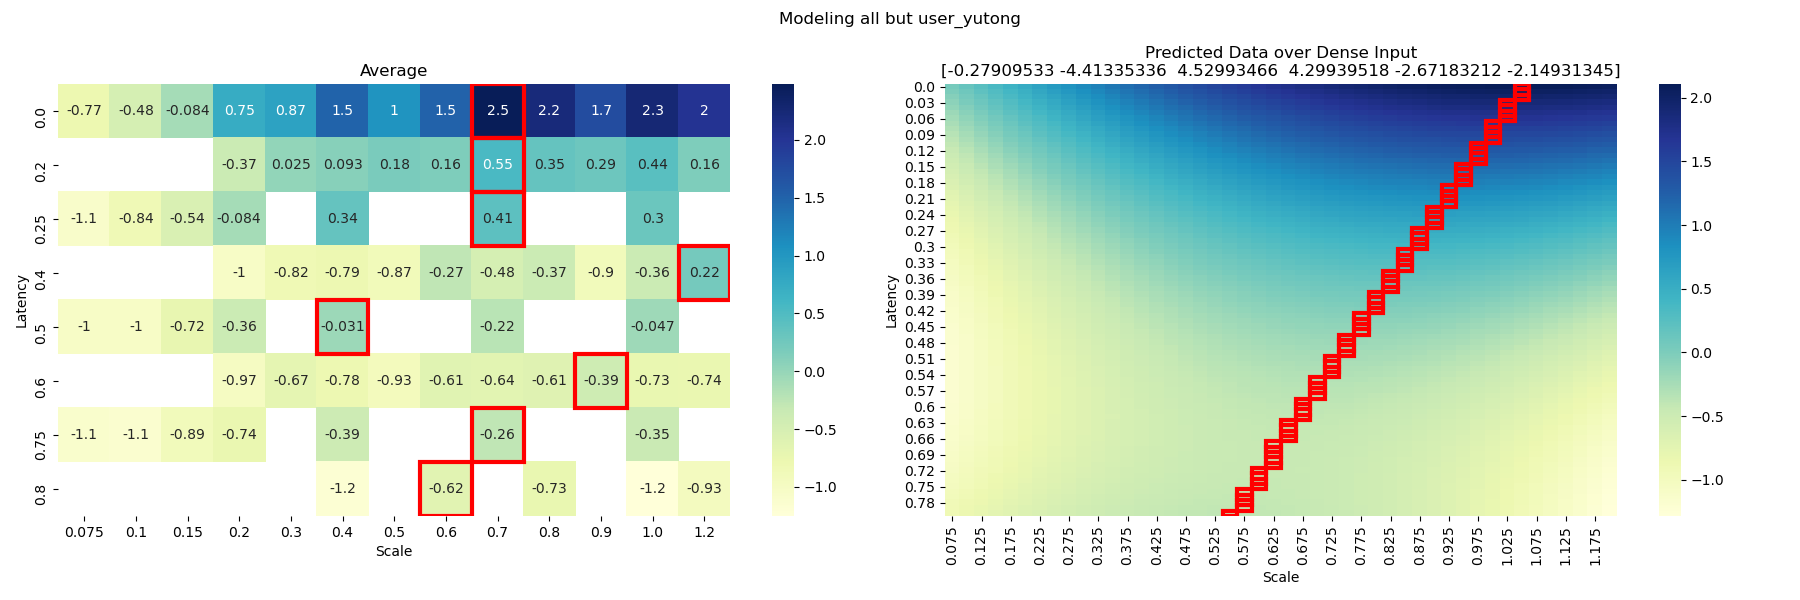 Modeling all but user_yutong
Average
-0.77 -0.48 -0.084 0.75 0.87 1.5 1 1.5 2.5 2.2 1.7 2.3 2
-0.37 0.025 0.093 0.18 0.16 0.55 0.35 0.29 0.44 0.16
-1.1 -0.84 -0.54 -0.084 0.34 0.41 0.3
-1 -0.82 -0.79 -0.87 -0.27 -0.48 -0.37 -0.9 -0.36 0.22
-1 -1 -0.72 -0.36 -0.031 -0.22 -0.047
-0.97 -0.67 -0.78 -0.93 -0.61 -0.64 -0.61 -0.39 -0.73 -0.74
-1.1 -1.1 -0.89 -0.74 -0.39 -0.26 -0.35
-1.2 -0.62 -0.73 -1.2 -0.93
0.0
0.2
0.25
0.4
0.5
0.6
0.75
0.8
Latency
0.075 0.1 0.15 0.2 0.3 0.4 0.5 0.6 0.7 0.8 0.9 1.0 1.2
Scale
2.0
1.5
1.0
0.5
0.0
−0.5
−1.0
Predicted Data over Dense Input
[-0.27909533 -4.41335336 4.52993466 4.29939518 -2.67183212 -2.14931345]
0.0
0.03
0.06
0.09
0.12
0.15
0.18
0.21
0.24
0.27
0.3
0.33
0.36
0.39
0.42
0.45
0.48
0.51
0.54
0.57
0.6
0.63
0.66
0.69
0.72
0.75
0.78
Latency
0.075 0.125 0.175 0.225 0.275 0.325 0.375 0.425 0.475 0.525 0.575 0.625 0.675 0.725 0.775 0.825 0.875 0.925 0.975 1.025 1.075 1.125 1.175
Scale
2.0
1.5
1.0
0.5
0.0
−0.5
−1.0